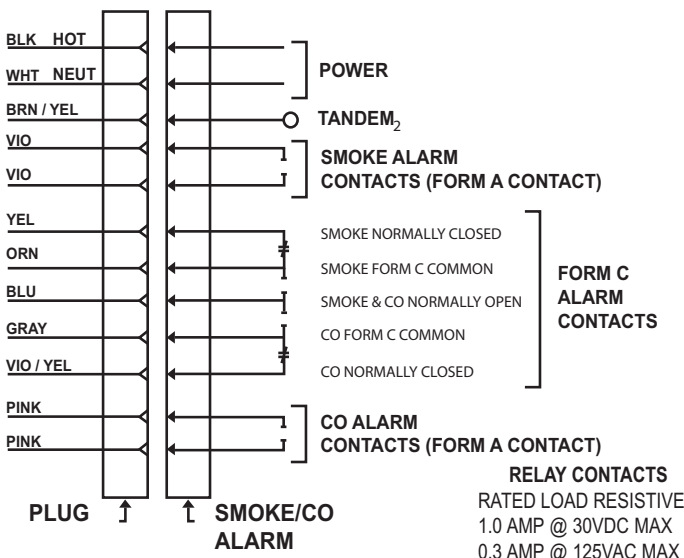 BLK HOT
WHT NEUT
BRN / YEL
VIO
VIO
YEL
ORN
BLU
GRAY
VIO / YEL
PINK
PINK
POWER
TANDEM2
SMOKE ALARM
CONTACTS (FORM A CONTACT)
SMOKE NORMALLY CLOSED
SMOKE FORM C COMMON
SMOKE & CO NORMALLY OPEN
CO FORM C COMMON
CO NORMALLY CLOSED
FORM C
ALARM
CONTACTS
CO ALARM
CONTACTS (FORM A CONTACT)
PLUG
SMOKE/CO
ALARM
RELAY CONTACTS
RATED LOAD RESISTIVE
1.0 AMP @ 30VDC MAX
0.3 AMP @ 125VAC MAX